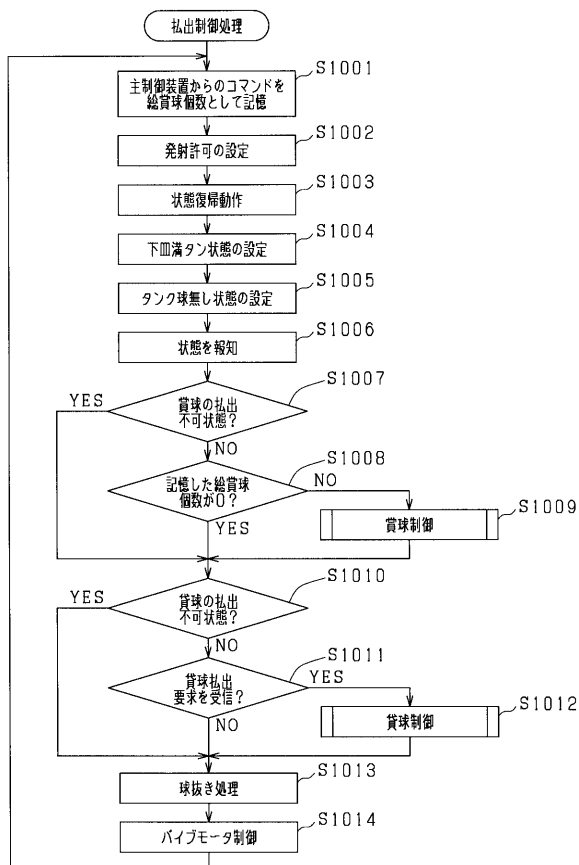 払出制御処理
S1001
主制御装置からのコマンドを
総賞球個数として記憶
S1002
発射許可の設定
S1003
状態復帰動作
S1004
下皿満タン状態の設定
S1005
タンク球無し状態の設定
S1006
状態を報知
S1007
YES
賞球の払出
不可状態?
NO
S1008
記憶した総賞球
個数が0?
NO
YES
S1009
賞球制御
S1010
YES
貸球の払出
不可状態?
NO
S1011
貸球払出
要求を受信?
YES
NO
S1012
貸球制御
S1013
球抜き処理
S1014
バイブモータ制御